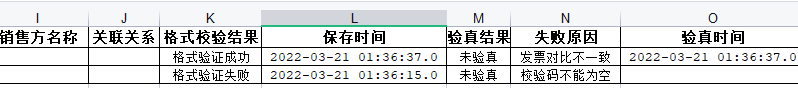 I J K L M N O
销售方名称 关联关系 格式校验结果 保存时间 验真结果 失败原因 验真时间
格式验证成功 2022-03-21 01:36:37.0 未验真 发票对比不一致 2022-03-21 01:36:37.0
格式验证失败 2022-03-21 01:36:15.0 未验真 校验码不能为空